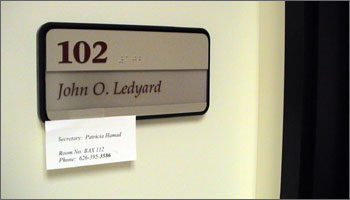 102
John O. Ledyard
Secretary: Patricia Hamad
Room No: BAX 112
Phone: 626-395-3586